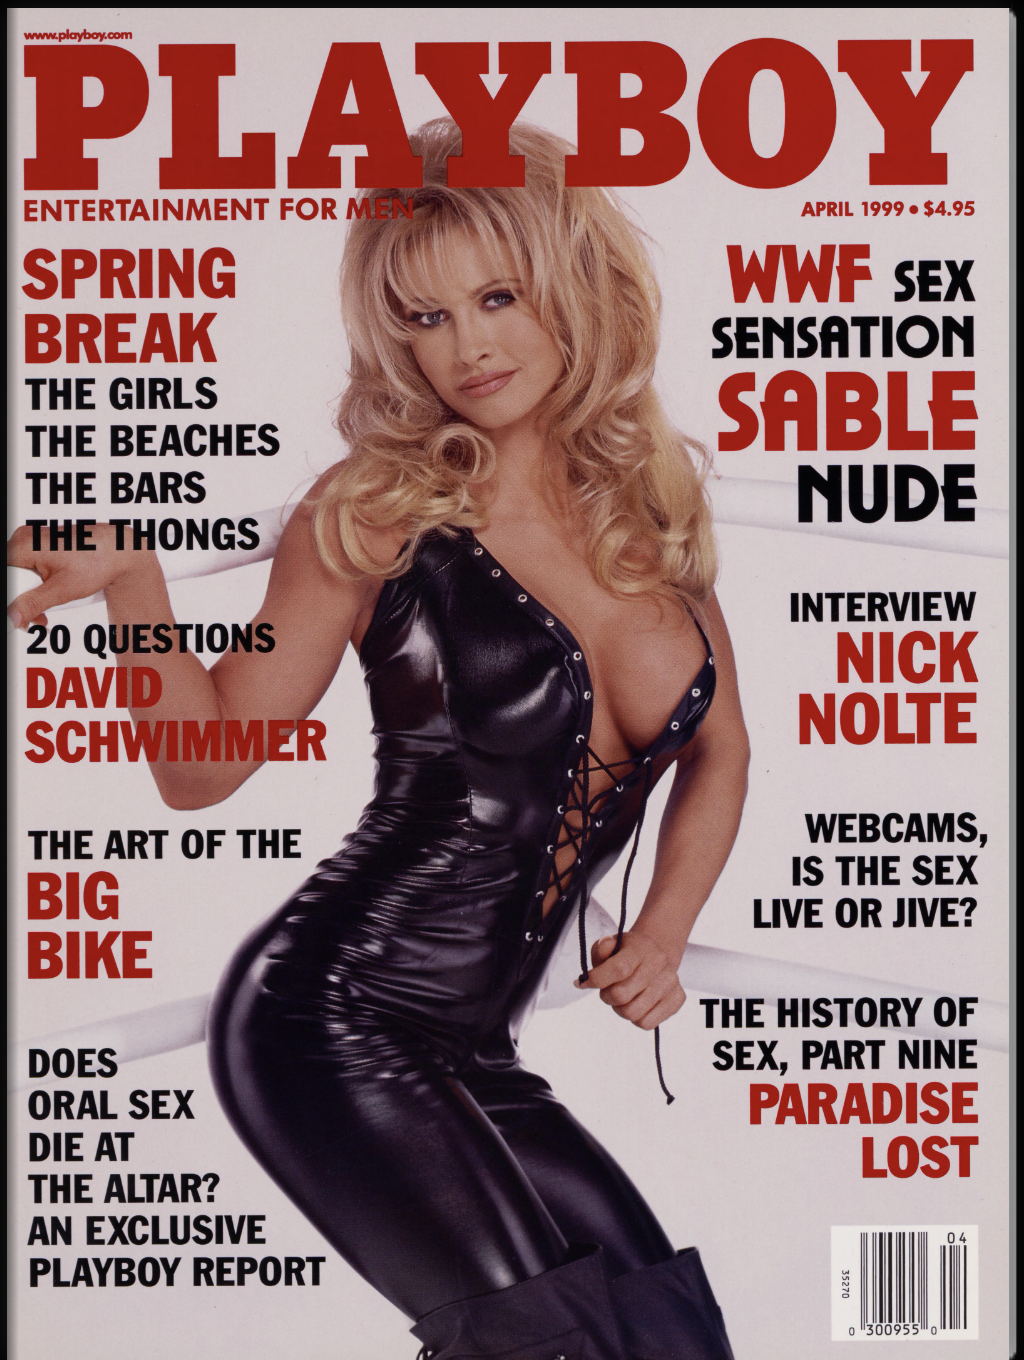 www.playboy.com
PLAYBOY
ENTERTAINMENT FOR MEN
APRIL 1999 • $4.95
SPRING
BREAK
THE GIRLS
THE BEACHES
THE BARS
THE THONGS
20 QUESTIONS
DAVID
SCHWIMMER
THE ART OF THE
BIG
BIKE
DOES
ORAL SEX
DIE AT
THE ALTAR?
AN EXCLUSIVE
PLAYBOY REPORT
WWF SEX
SENSATION
SABLE
NUDE
INTERVIEW
NICK
NOLTE
WEBCAMS,
IS THE SEX
LIVE OR JIVE?
THE HISTORY OF
SEX, PART NINE
PARADISE
LOST
04
35270
0 300955 0